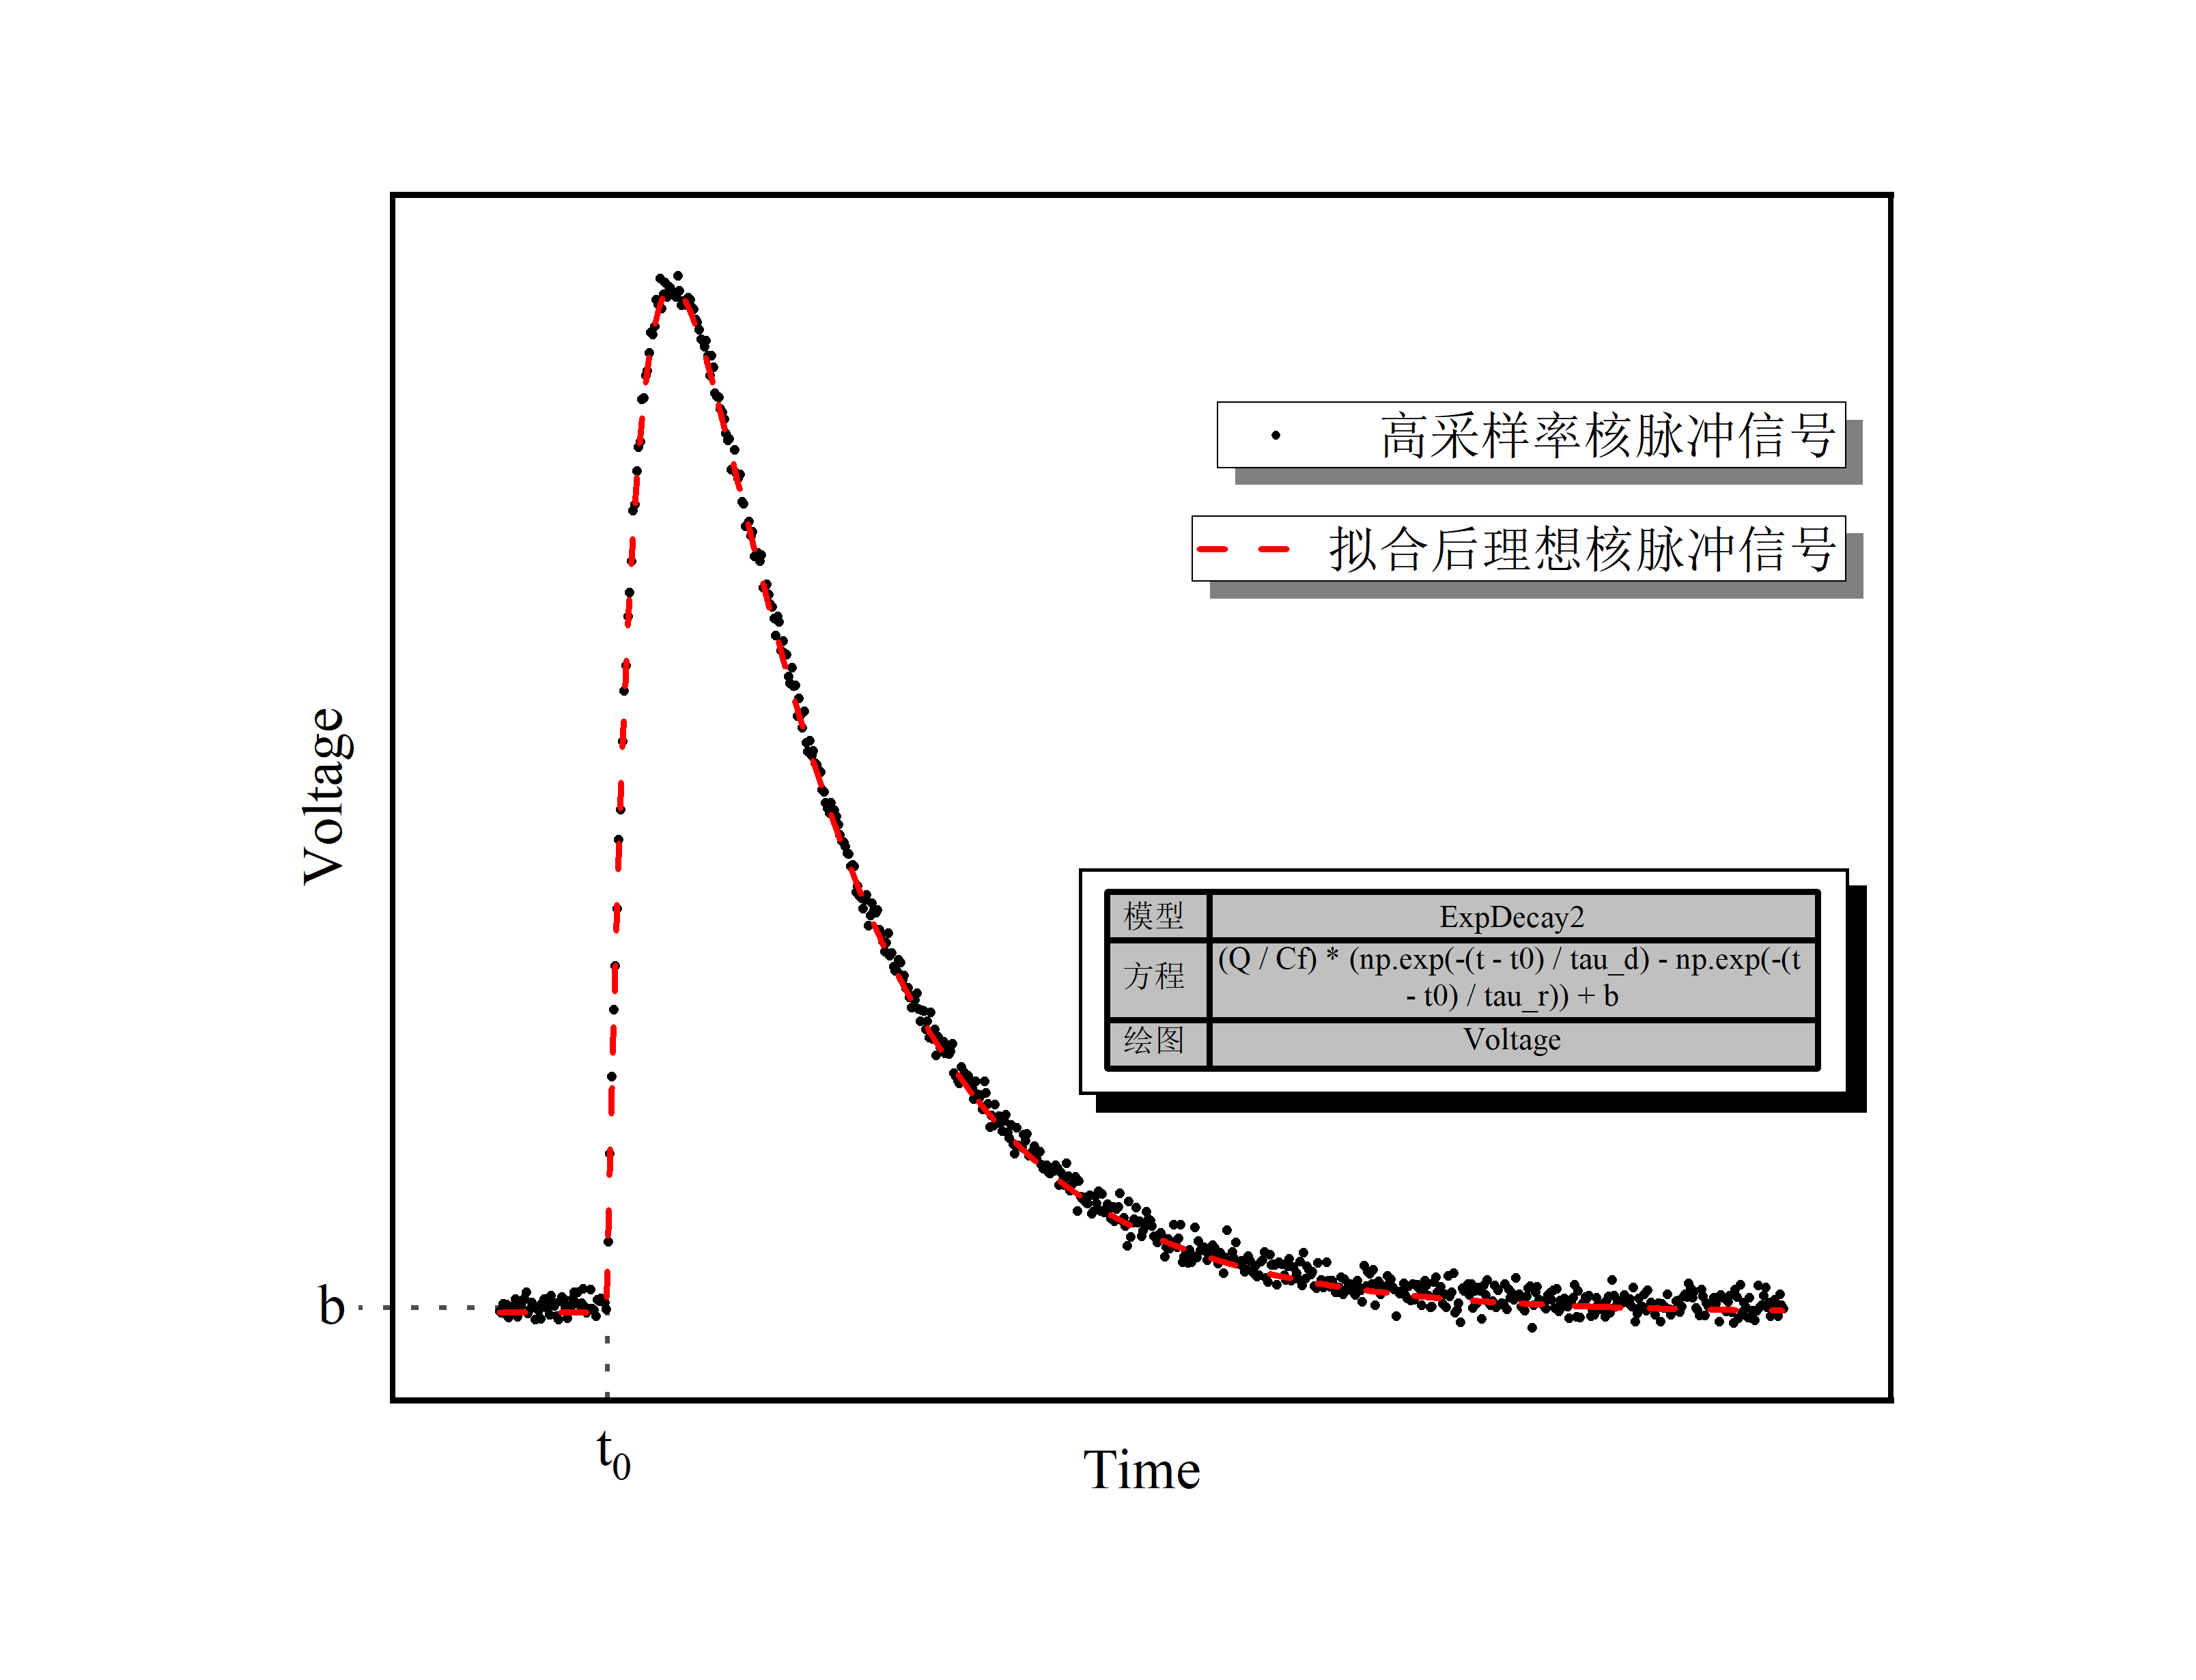 高采样率核脉冲信号
拟合后理想核脉冲信号
Voltage
模型 ExpDecay2
方程 (Q / Cf) * (np.exp(-(t - t0) / tau_d) - np.exp(-(t
- t0) / tau_r)) + b
绘图 Voltage
b
t₀
Time